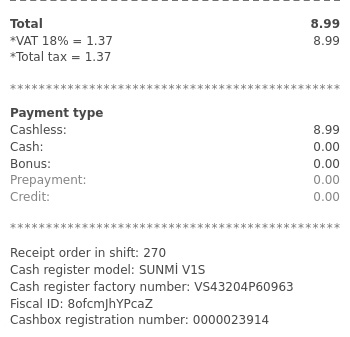 Total 8.99
*VAT 18% = 1.37 8.99
*Total tax = 1.37
*************************************
Payment type
Cashless: 8.99
Cash: 0.00
Bonus: 0.00
Prepayment: 0.00
Credit: 0.00
*************************************
Receipt order in shift: 270
Cash register model: SUNMİ V1S
Cash register factory number: VS43204P60963
Fiscal ID: 8ofcmJhYPcaZ
Cashbox registration number: 0000023914